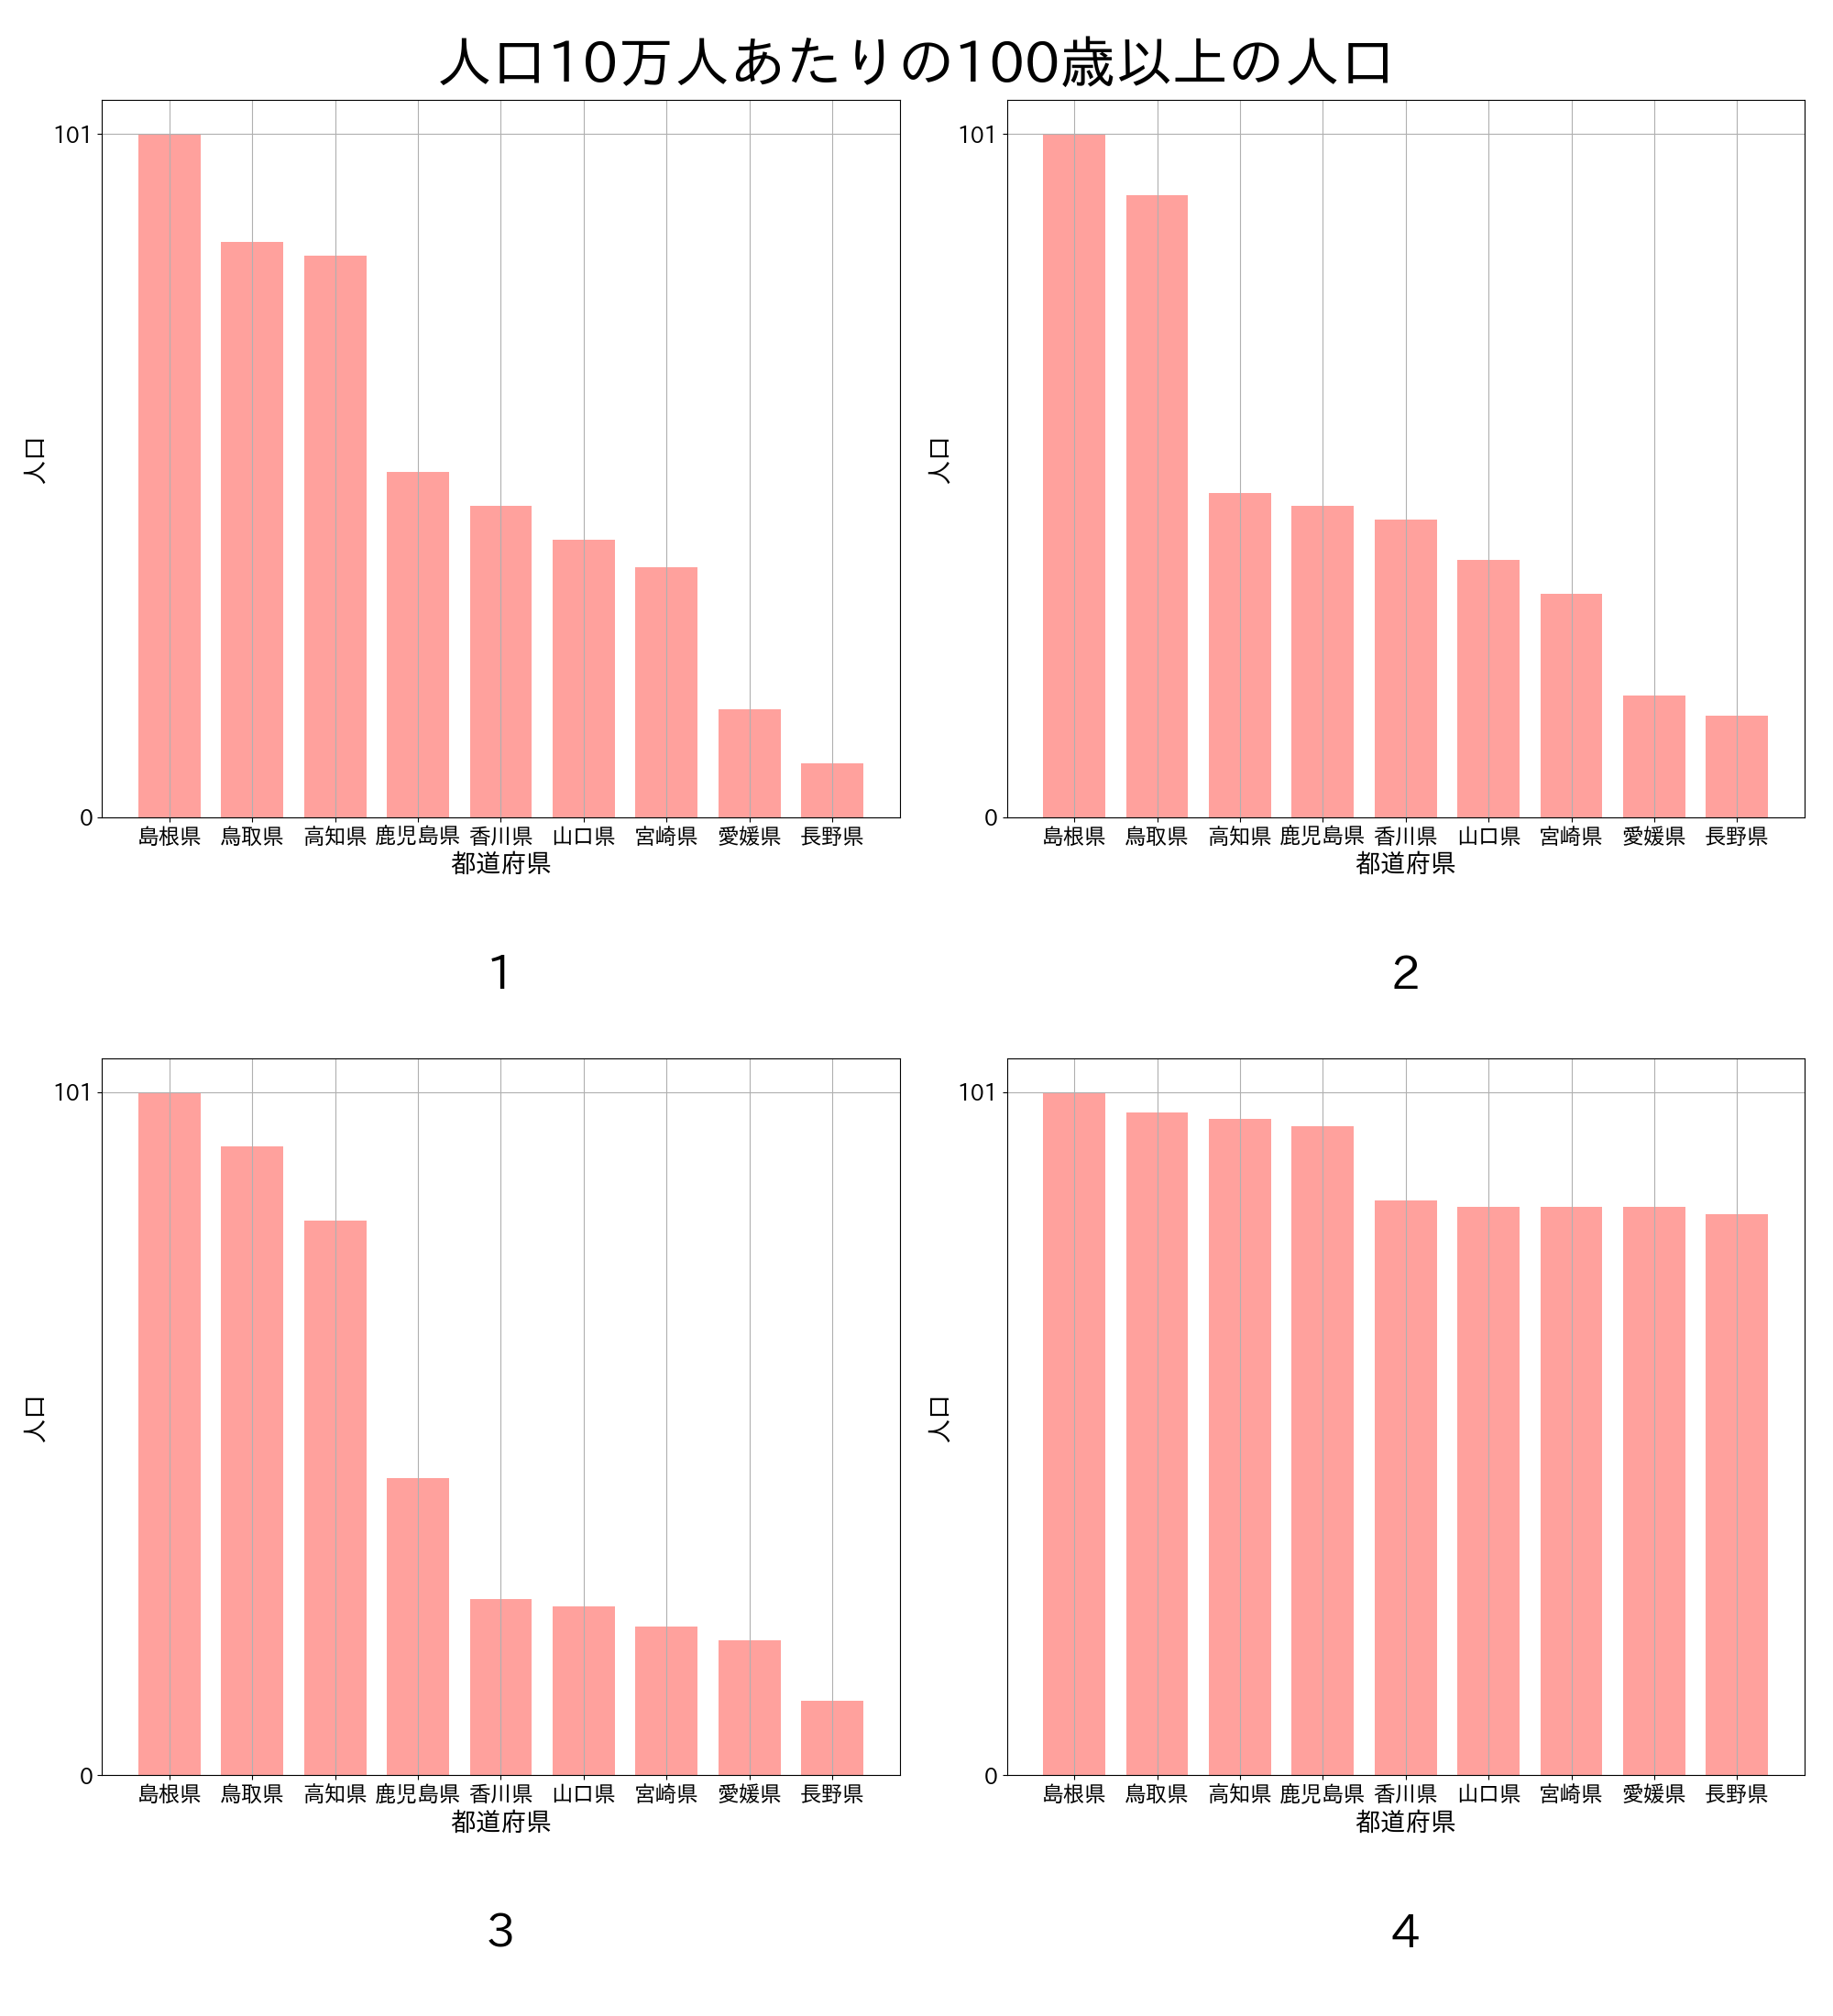 人口10万人あたりの100歳以上の人口
101
0
人口
島根県 鳥取県 高知県 鹿児島県 香川県 山口県 宮崎県 愛媛県 長野県
都道府県
1
101
0
人口
島根県 鳥取県 高知県 鹿児島県 香川県 山口県 宮崎県 愛媛県 長野県
都道府県
2
101
0
人口
島根県 鳥取県 高知県 鹿児島県 香川県 山口県 宮崎県 愛媛県 長野県
都道府県
3
101
0
人口
島根県 鳥取県 高知県 鹿児島県 香川県 山口県 宮崎県 愛媛県 長野県
都道府県
4